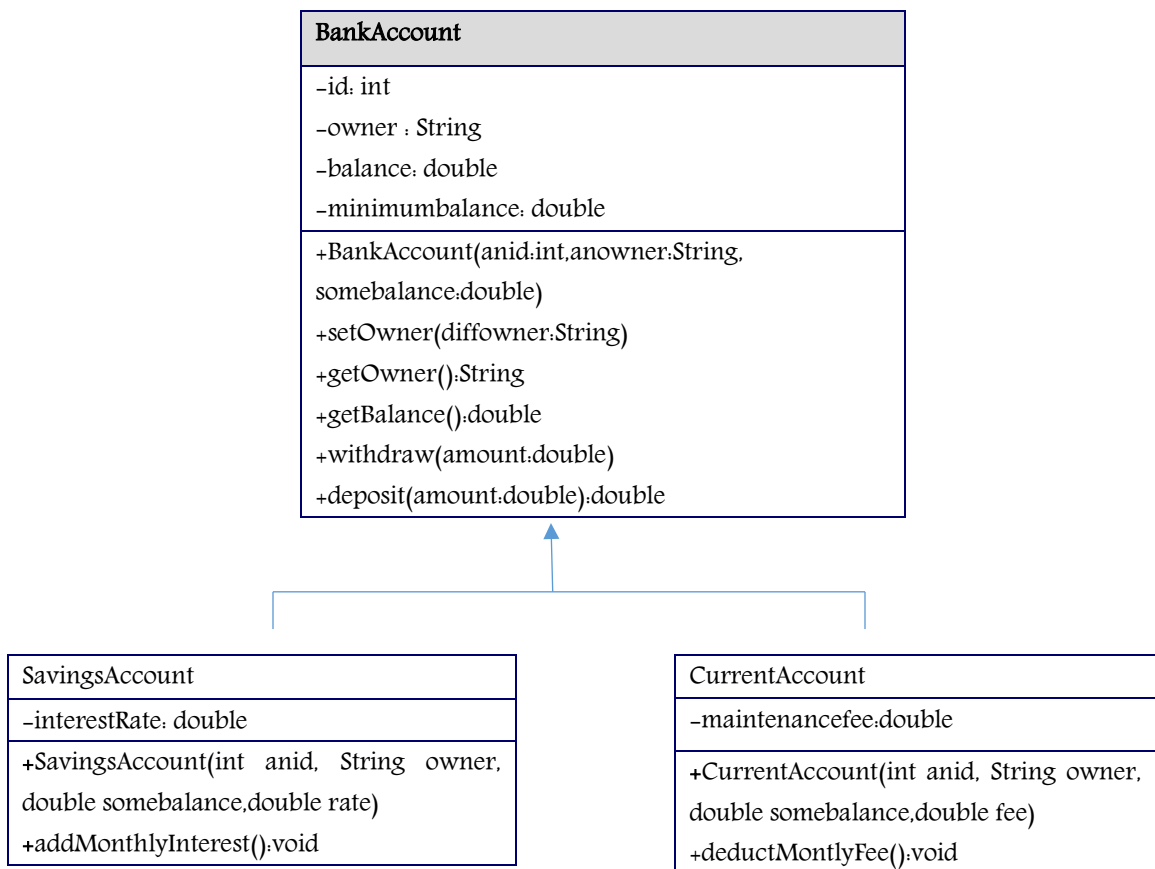 BankAccount
-id: int
-owner : String
-balance: double
-minimumbalance: double
+BankAccount(anid:int,anowner:String,
somebalance:double)
+setOwner(diffowner:String)
+getOwner():String
+getBalance():double
+withdraw(amount:double)
+deposit(amount:double):double
SavingsAccount
-interestRate: double
+SavingsAccount(int anid, String owner,
double somebalance,double rate)
+addMonthlyInterest():void
CurrentAccount
-maintenancefee:double
+CurrentAccount(int anid, String owner,
double somebalance,double fee)
+deductMontlyFee():void